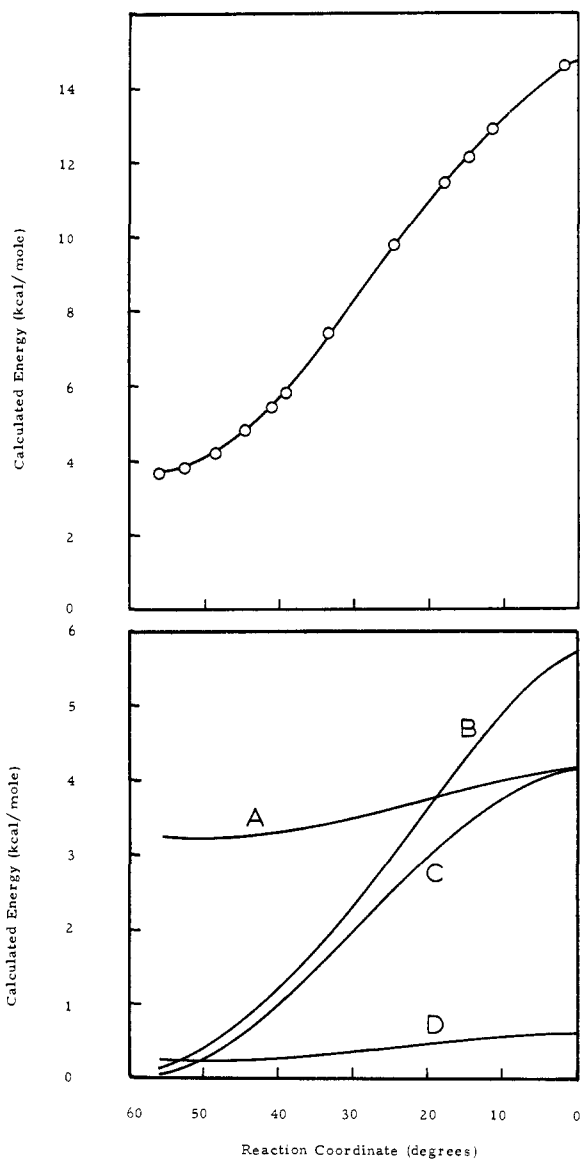 14
12
10
8
6
4
2
0
Calculated Energy (kcal/mole)
6
5
4
3
2
1
0
Calculated Energy (kcal/mole)
A
B
C
D
60 50 40 30 20 10 0
Reaction Coordinate (degrees)